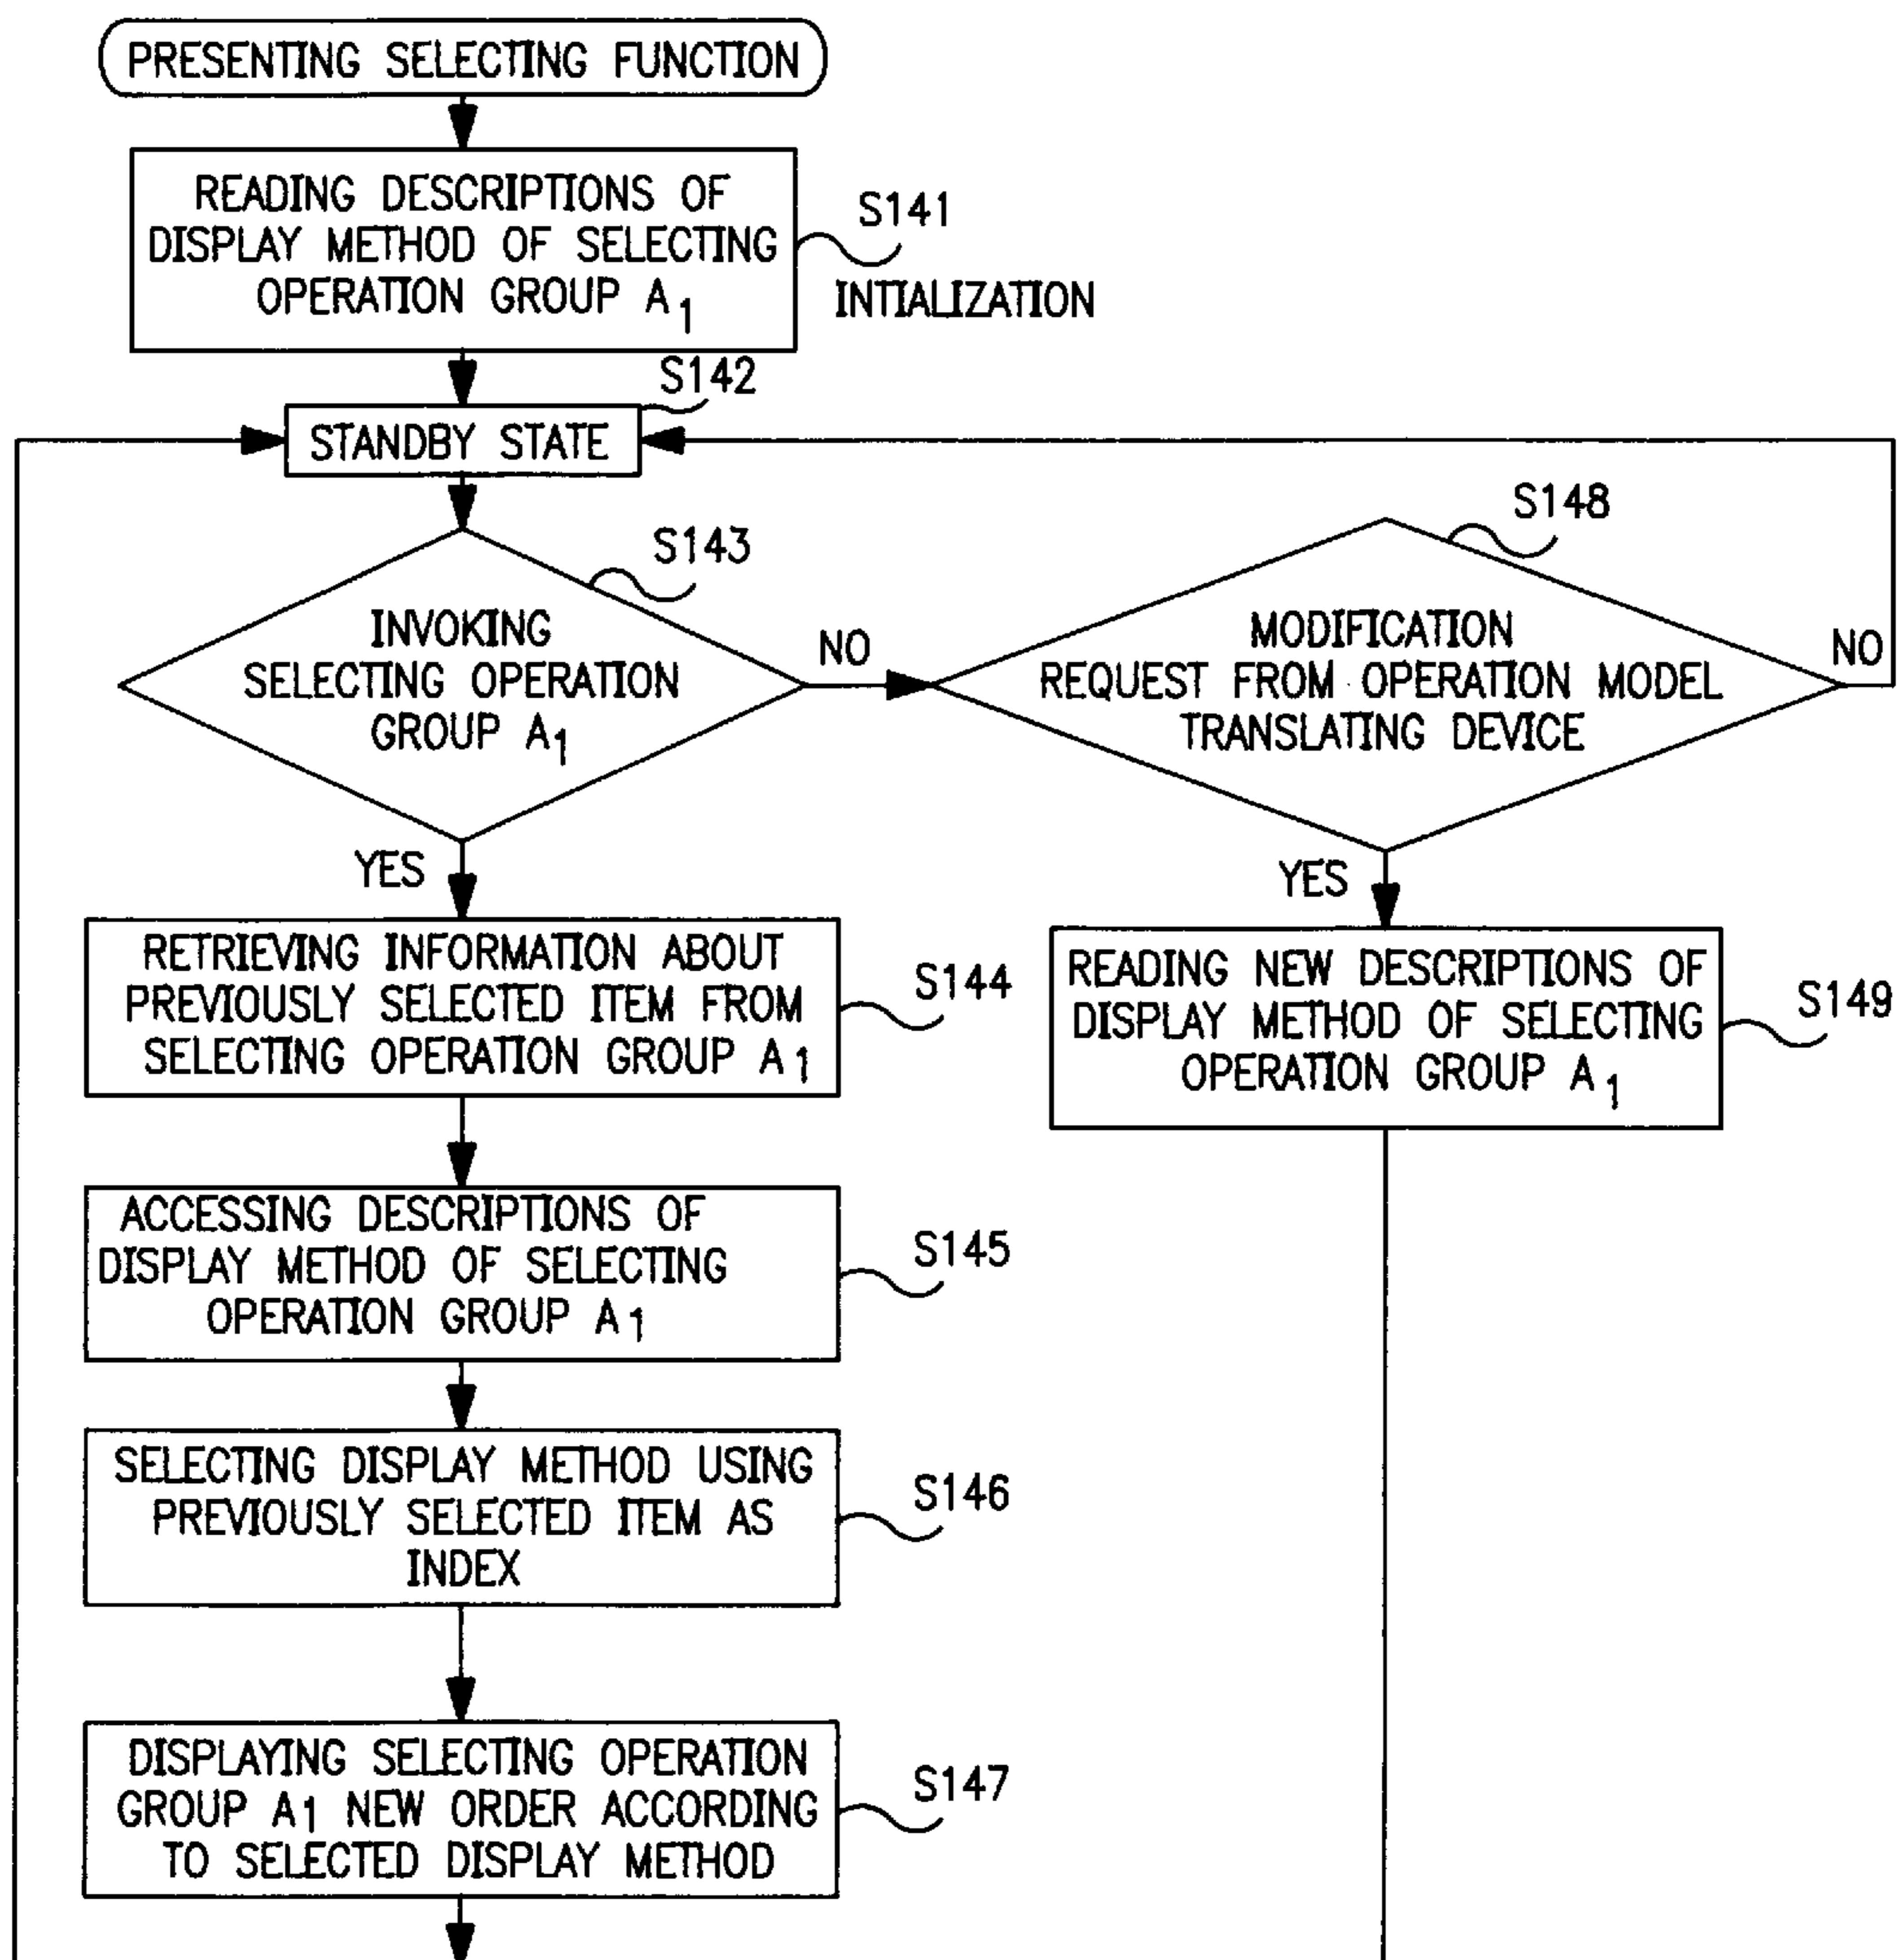 PRESENTING SELECTING FUNCTION
READING DESCRIPTIONS OF
DISPLAY METHOD OF SELECTING
OPERATION GROUP A1
S141
INTIALIZATION
S142
STANDBY STATE
S143
INVOKING
SELECTING OPERATION
GROUP A1
NO
YES
S148
MODIFICATION
REQUEST FROM OPERATION MODEL
TRANSLATING DEVICE
NO
YES
RETRIEVING INFORMATION ABOUT
PREVIOUSLY SELECTED ITEM FROM
SELECTING OPERATION GROUP A1
S144
READING NEW DESCRIPTIONS OF
DISPLAY METHOD OF SELECTING
OPERATION GROUP A1
S149
ACCESSING DESCRIPTIONS OF
DISPLAY METHOD OF SELECTING
OPERATION GROUP A1
S145
SELECTING DISPLAY METHOD USING
PREVIOUSLY SELECTED ITEM AS
INDEX
S146
DISPLAYING SELECTING OPERATION
GROUP A1 NEW ORDER ACCORDING
TO SELECTED DISPLAY METHOD
S147